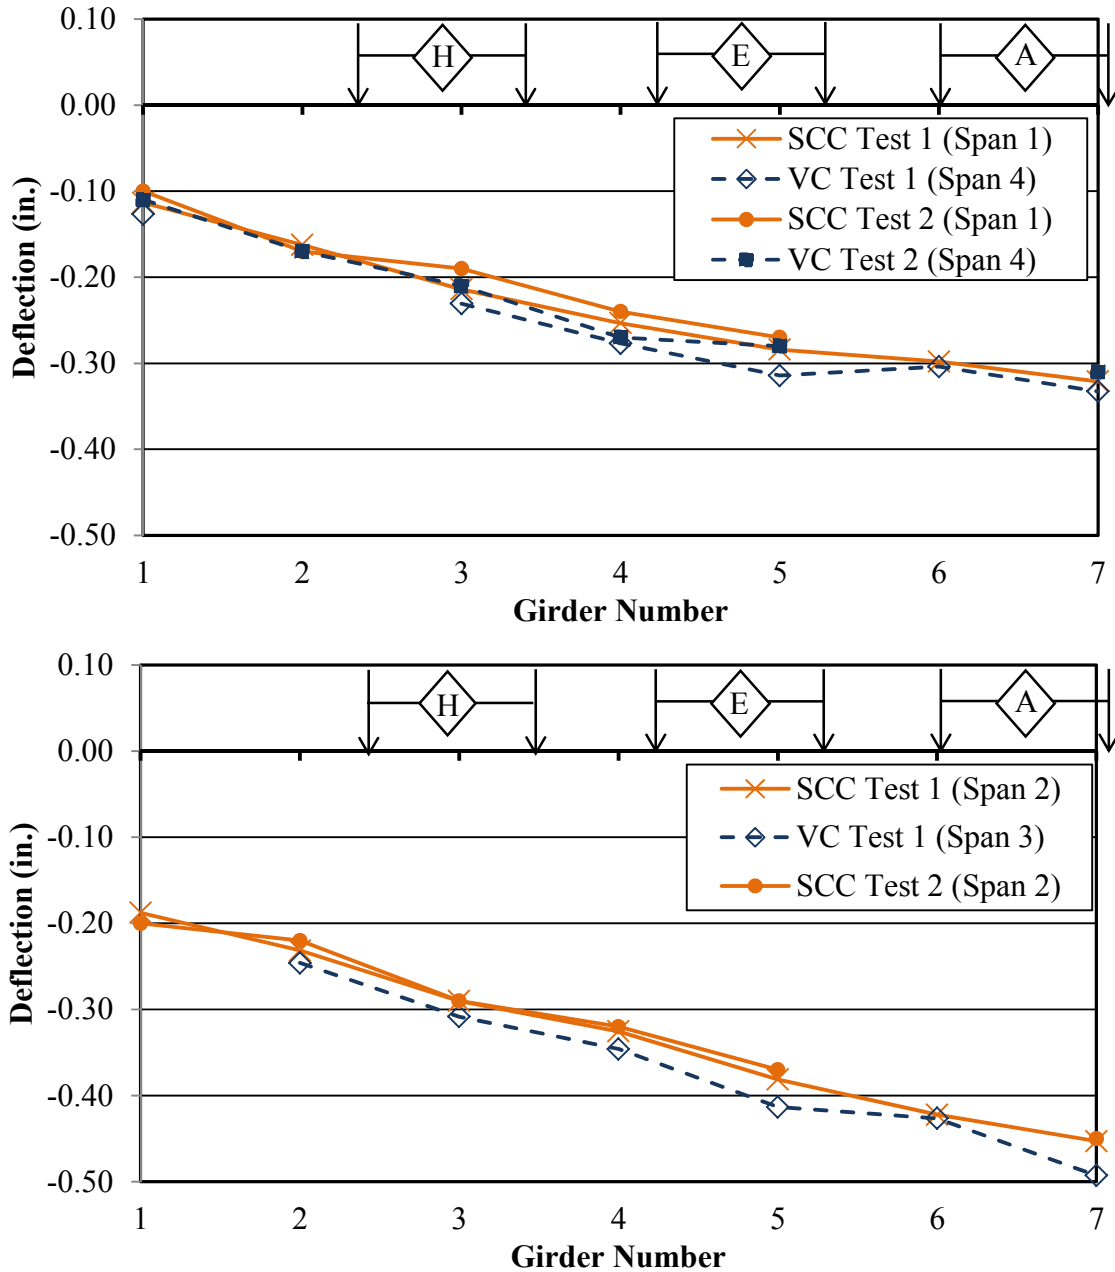 0.10
H
E
A
0.00
SCC Test 1 (Span 1)
VC Test 1 (Span 4)
SCC Test 2 (Span 1)
VC Test 2 (Span 4)
-0.10
-0.20
-0.30
-0.40
-0.50
Deflection (in.)
1 2 3 4 5 6 7
Girder Number
0.10
H
E
A
0.00
SCC Test 1 (Span 2)
VC Test 1 (Span 3)
SCC Test 2 (Span 2)
-0.10
-0.20
-0.30
-0.40
-0.50
Deflection (in.)
1 2 3 4 5 6 7
Girder Number